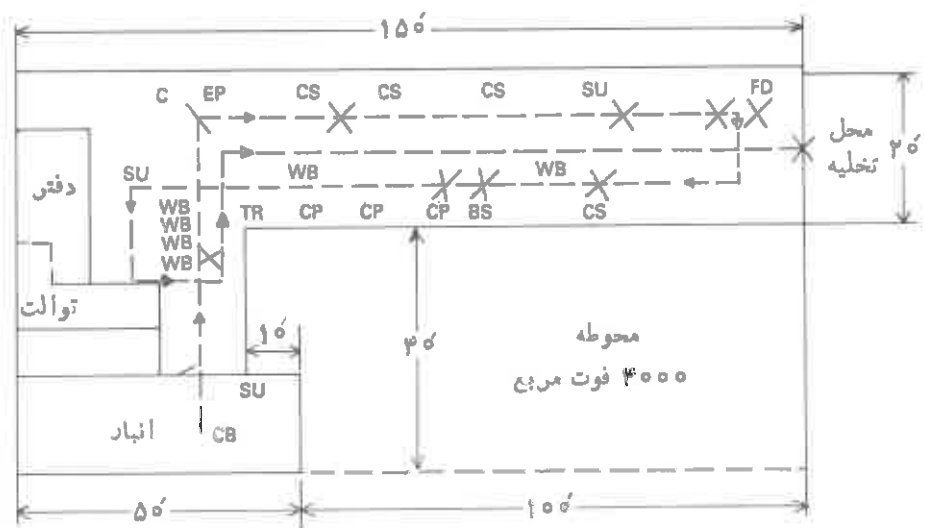 ۱۵۰′
C EP CS CS CS SU FD
محل
تخلیه
۲۰′
دفتر
SU WB WB
WB
WB
WB
WB
TR CP CP CP BS CS
توالت
۱۰′
۴۰′
محوطه
۴۰۰۰ فوت مربع
SU
انبار
CB
۵۰′
۱۰۰′